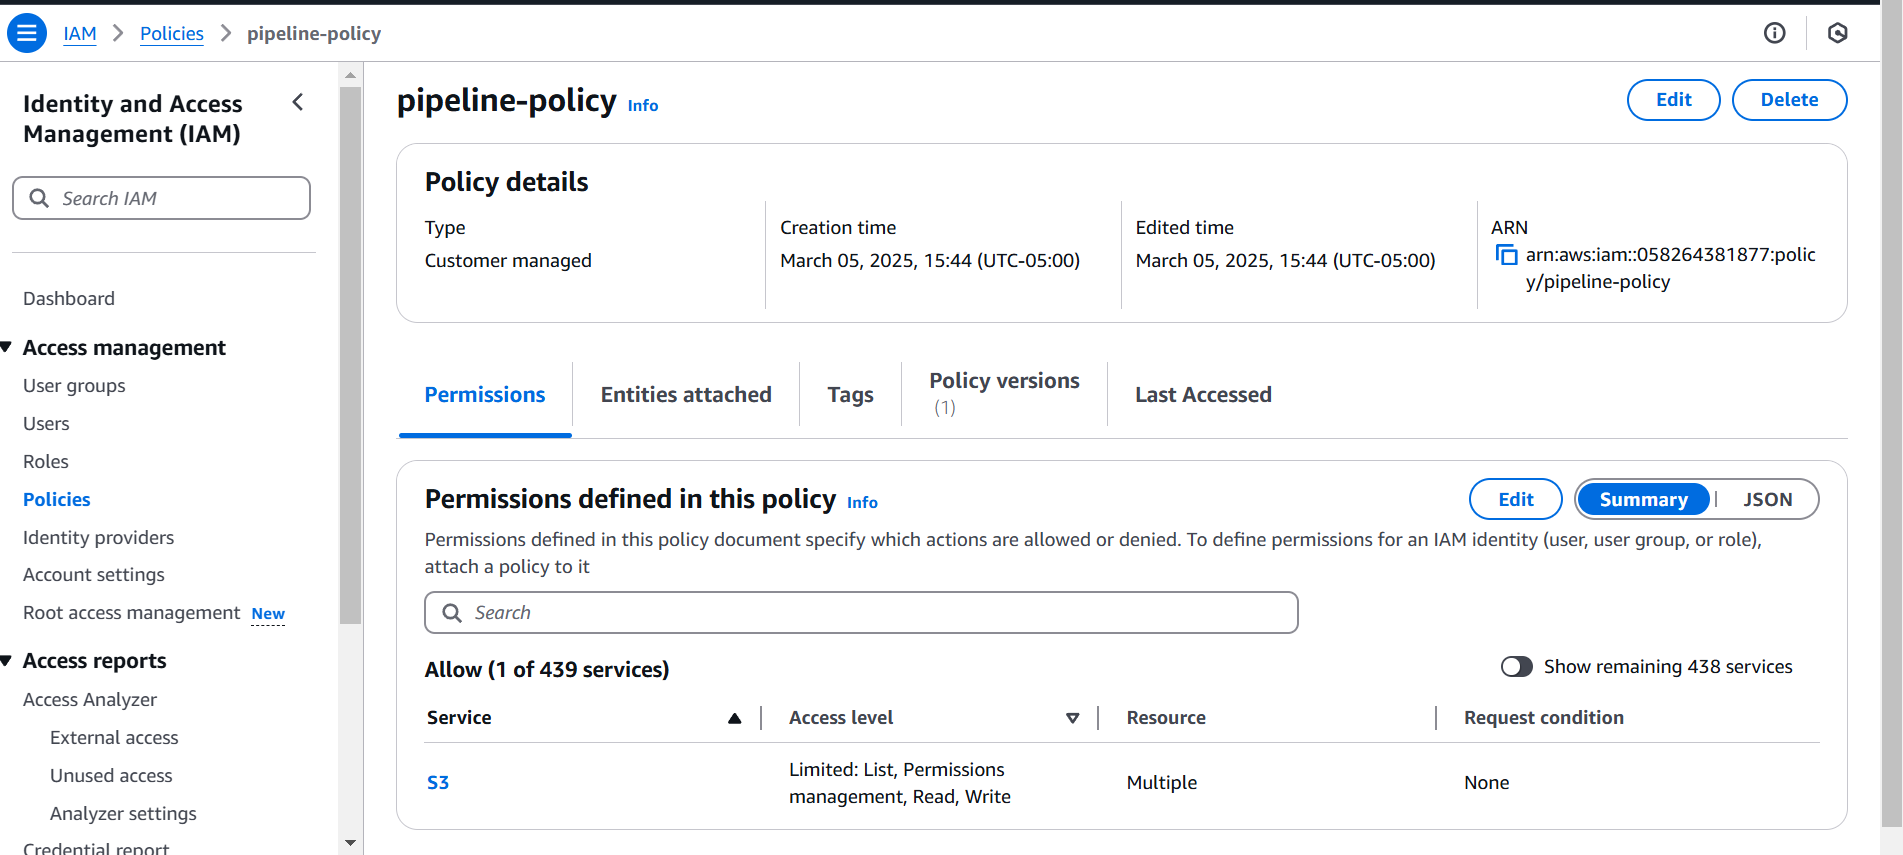 IAM > Policies > pipeline-policy
Identity and Access
Management (IAM)
Search IAM
Dashboard
Access management
User groups
Users
Roles
Policies
Identity providers
Account settings
Root access management New
Access reports
Access Analyzer
External access
Unused access
Analyzer settings
Credential report
pipeline-policy Info
Edit
Delete
Policy details
Type
Customer managed
Creation time
March 05, 2025, 15:44 (UTC-05:00)
Edited time
March 05, 2025, 15:44 (UTC-05:00)
ARN
arn:aws:iam::058264381877:polic
y/pipeline-policy
Permissions
Entities attached
Tags
Policy versions
(1)
Last Accessed
Permissions defined in this policy Info
Edit
Summary | JSON
Permissions defined in this policy document specify which actions are allowed or denied. To define permissions for an IAM identity (user, user group, or role),
attach a policy to it
Search
Allow (1 of 439 services)
Show remaining 438 services
Service
Access level
Resource
Request condition
S3
Limited: List, Permissions
management, Read, Write
Multiple
None